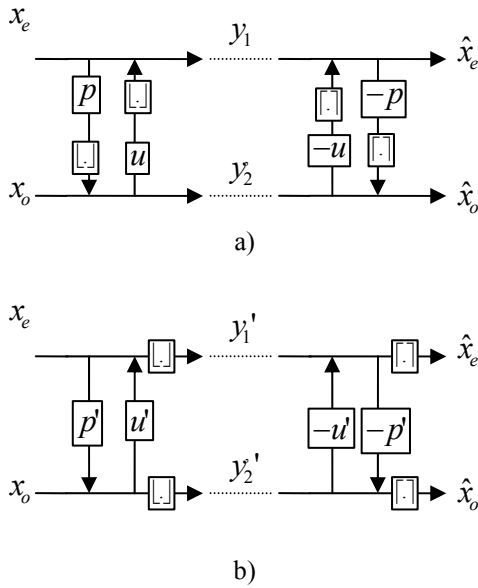 x_e y_1 x̂_e
p ⌊.⌋ ⌈.⌉ −p
⌊.⌋ u −u ⌈.⌉
x_o y_2 x̂_o
a)
x_e y_1' x̂_e
⌊.⌋ ⌈.⌉
p' u' −u' −p'
x_o y_2' x̂_o
⌊.⌋ ⌈.⌉
b)